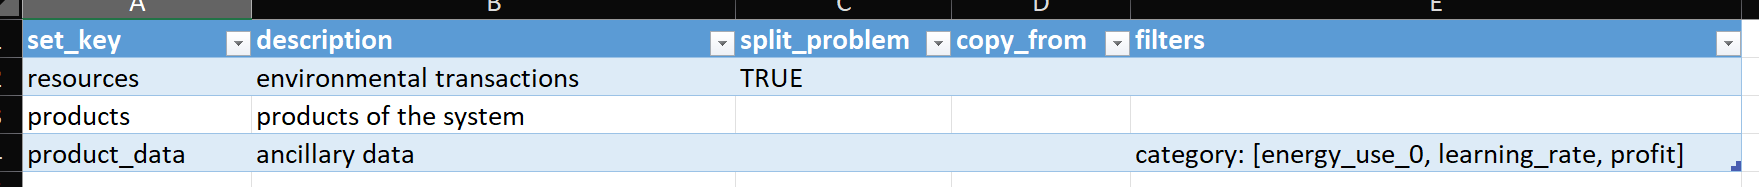 A B C D E
set_key description split_problem copy_from filters
resources environmental transactions TRUE
products products of the system
product_data ancillary data category: [energy_use_0, learning_rate, profit]